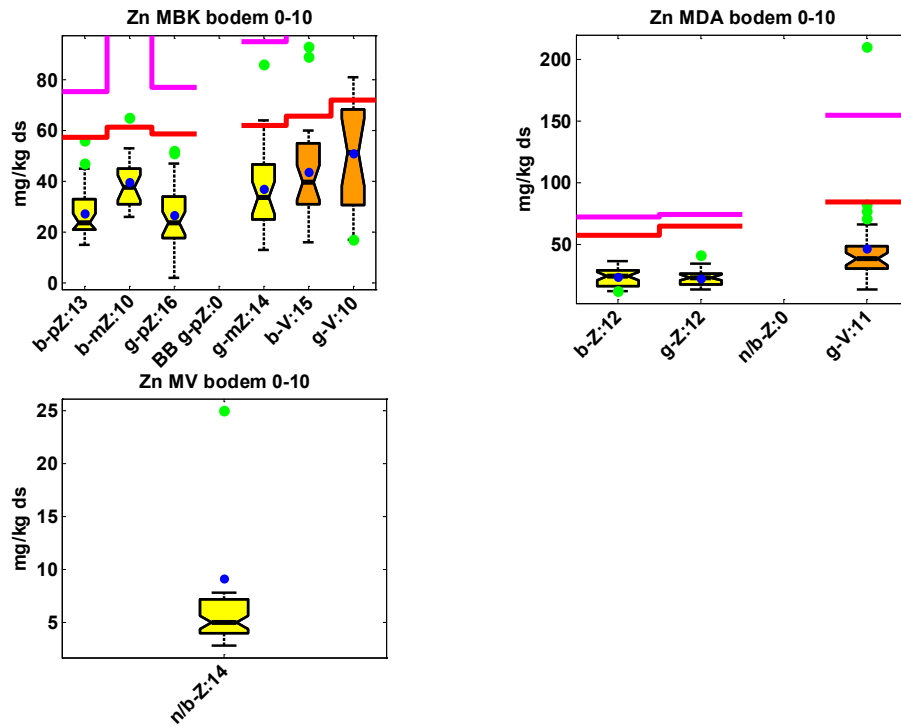 Zn MBK bodem 0-10
mg/kg ds
80
60
40
20
0
b-pZ:13
b-mZ:10
g-pZ:16
BB g-pZ:0
g-mZ:14
b-V:15
g-V:10
Zn MDA bodem 0-10
mg/kg ds
200
150
100
50
0
b-Z:12
g-Z:12
n/b-Z:0
g-V:11
Zn MV bodem 0-10
mg/kg ds
25
20
15
10
5
n/b-Z:14